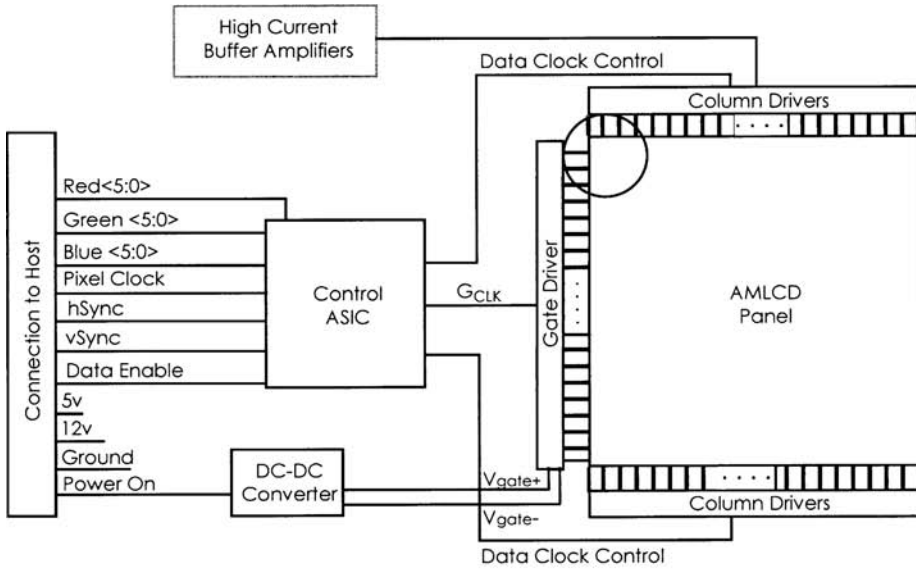 High Current
Buffer Amplifiers
Data Clock Control
Column Drivers
Connection to Host
Red<5:0>
Green <5:0>
Blue <5:0>
Pixel Clock
hSync
vSync
Data Enable
5v
12v
Ground
Power On
Control
ASIC
GCLK
Gate Driver
AMLCD
Panel
DC-DC
Converter
Vgate+
Vgate-
Column Drivers
Data Clock Control